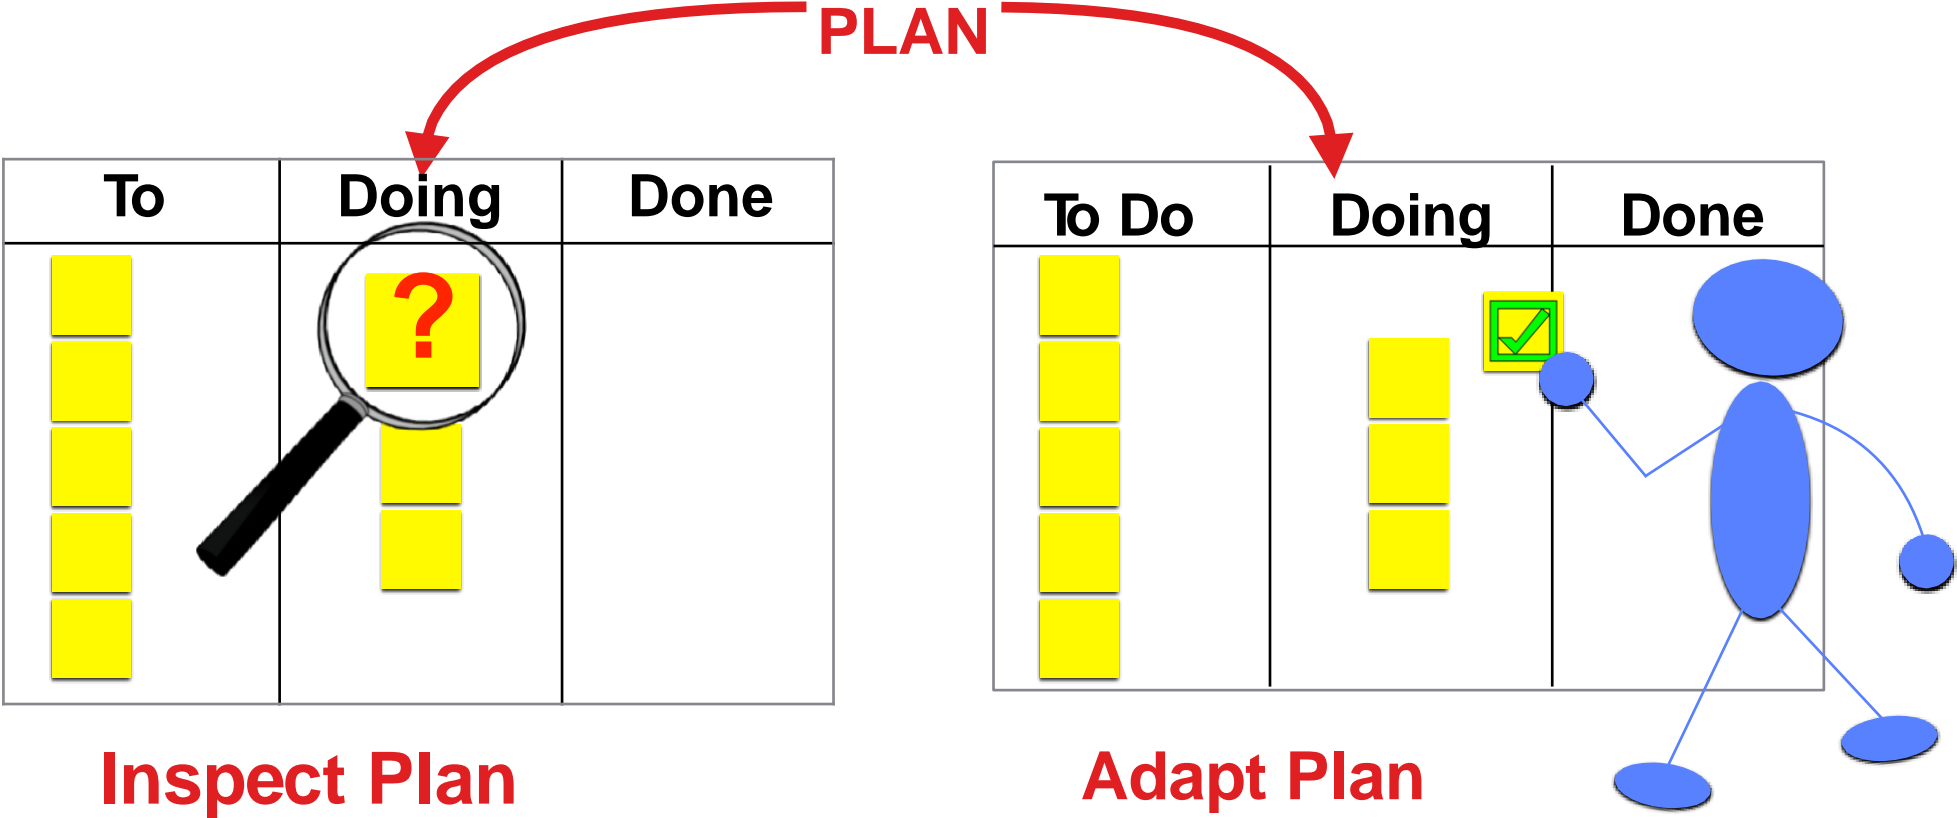 PLAN
To Doing Done
?
To Do Doing Done
Inspect Plan
Adapt Plan